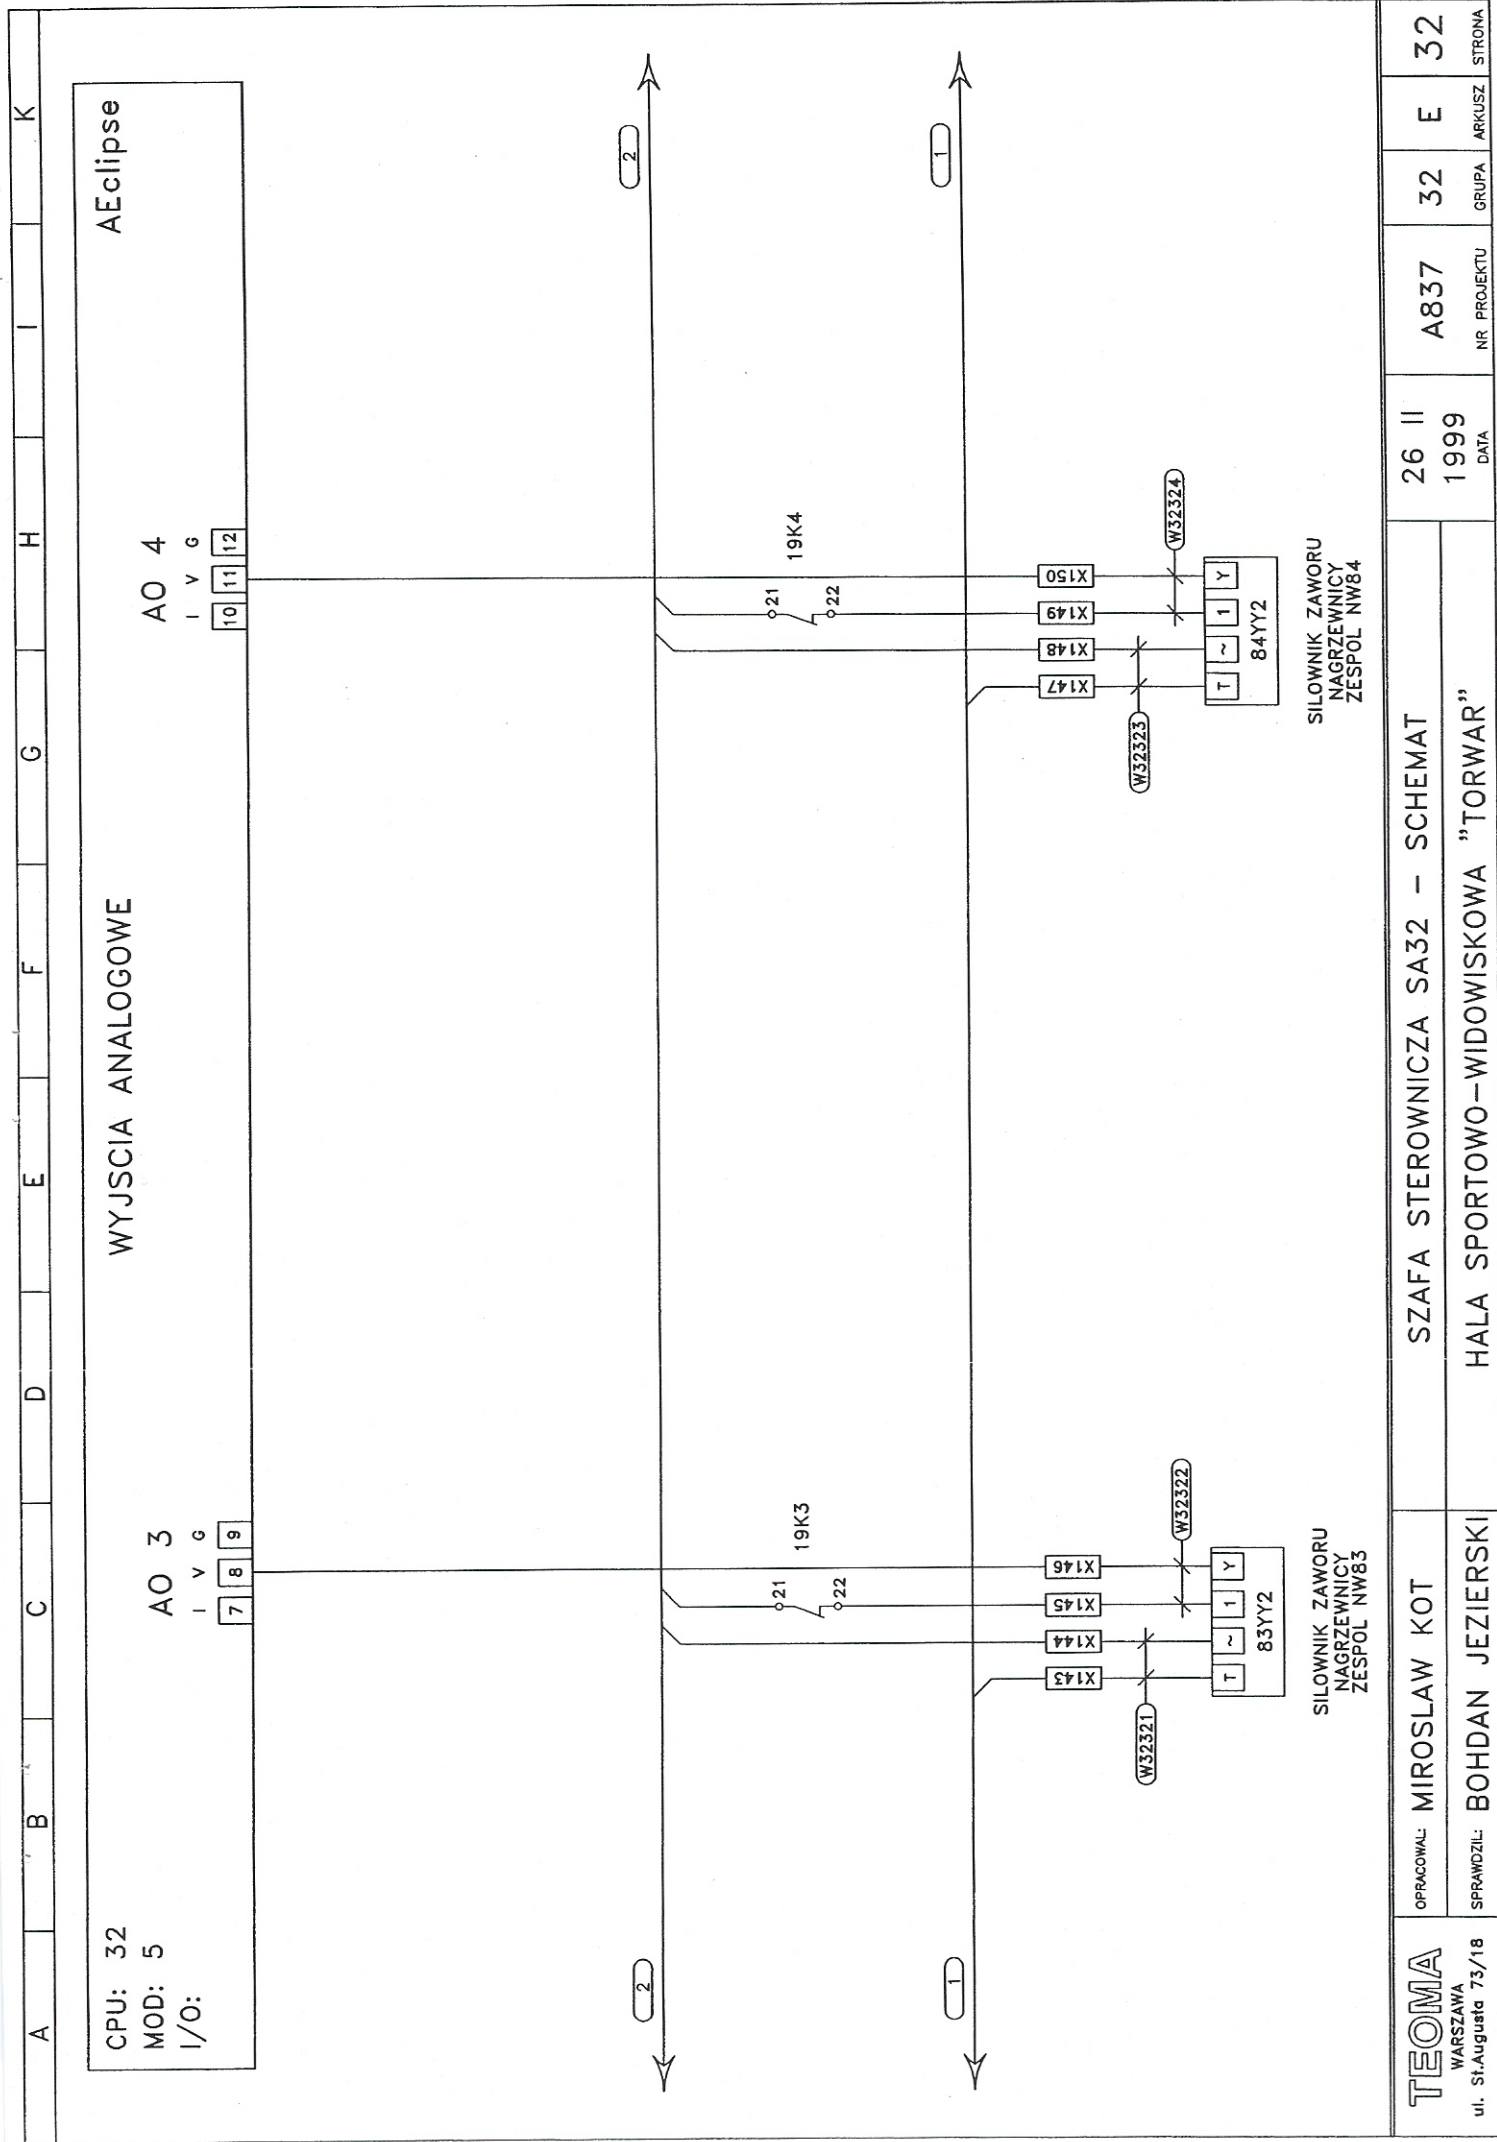 A B C D E F G H I K
CPU: 32
MOD: 5
I/O:
WYJSCIA ANALOGOWE
AEclipse
AO 3
I V G
7 8 9
AO 4
I V G
10 11 12
2
2
1
1
21
22
19K3
X143 X144 X145 X146
W32321
W32322
T ~ 1 Y
83YY2
SILOWNIK ZAWORU
NAGRZEWNICY
ZESPOL NW83
21
22
19K4
X147 X148 X149 X150
W32323
W32324
T ~ 1 Y
84YY2
SILOWNIK ZAWORU
NAGRZEWNICY
ZESPOL NW84
TEOMA
WARSZAWA
ul. St.Augusta 73/18
OPRACOWAL: MIROSLAW KOT
SPRAWDZIL: BOHDAN JEZIERSKI
SZAFA STEROWNICZA SA32 – SCHEMAT
HALA SPORTOWO–WIDOWISKOWA ”TORWAR”
26 II
1999
DATA
A837
NR PROJEKTU
32
GRUPA
E
ARKUSZ
32
STRONA